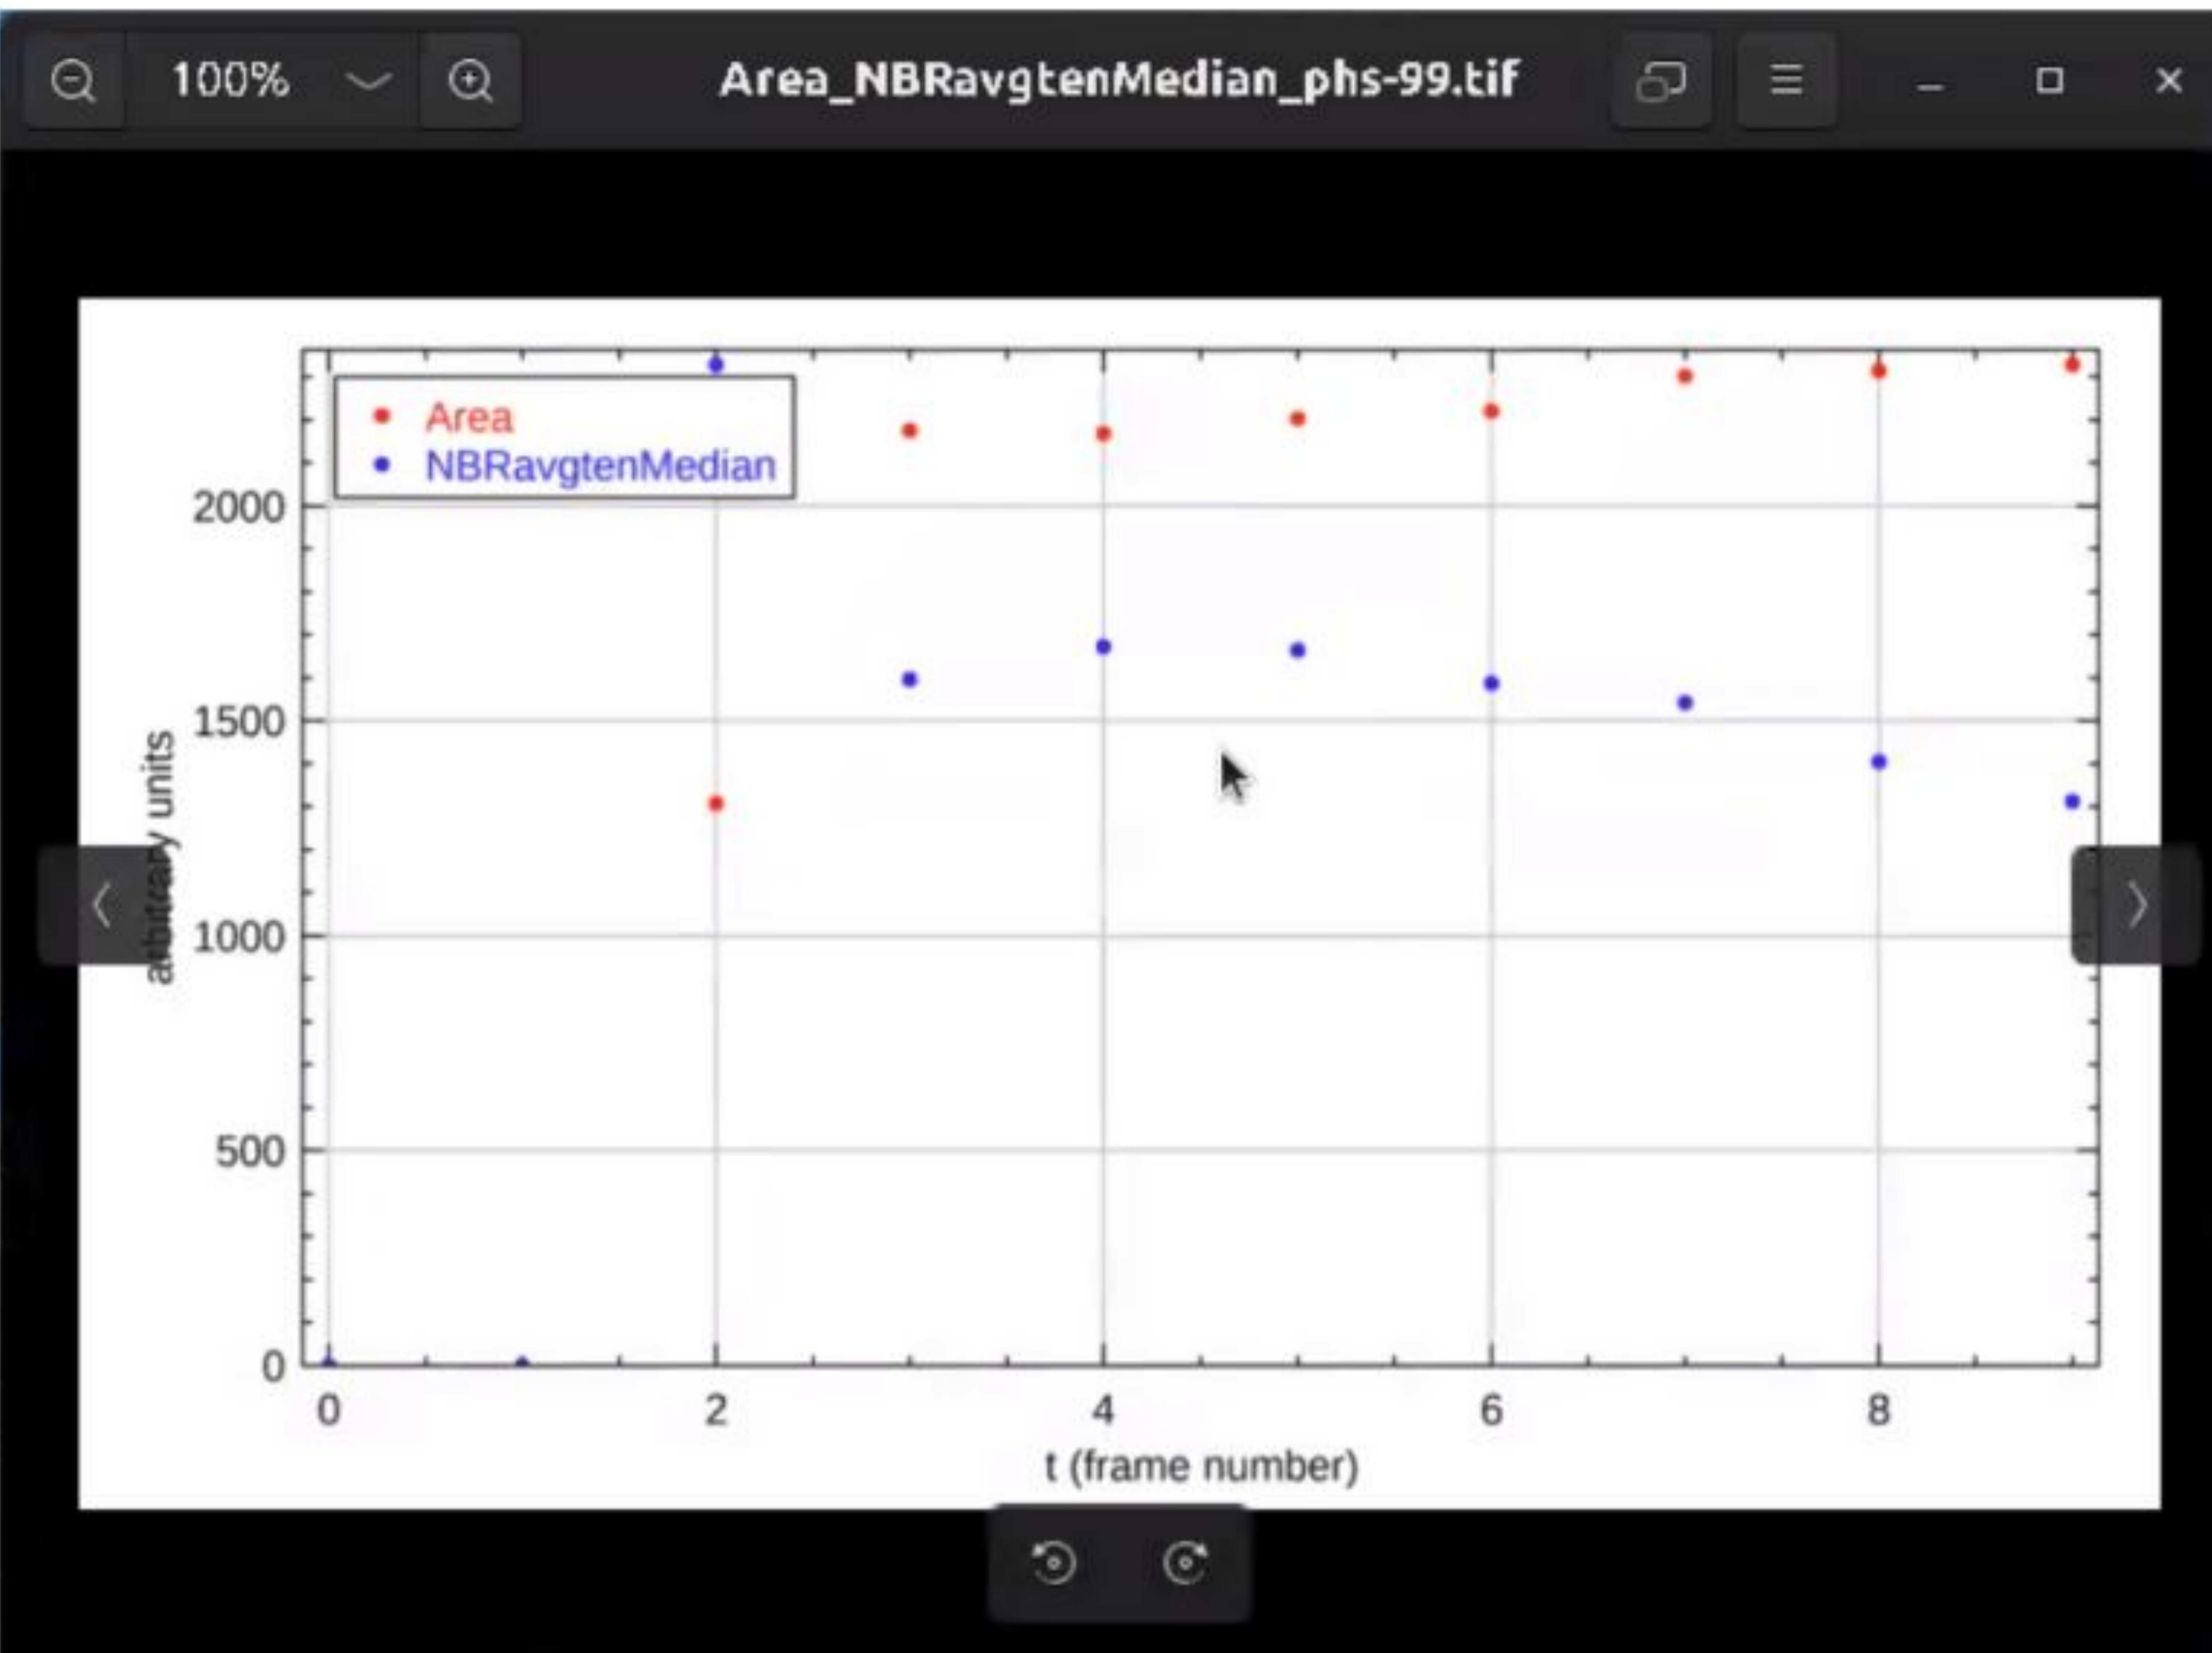 100%
Area_NBRavgtenMedian_phs-99.tif
Area
NBRavgtenMedian
2000
1500
1000
500
0
arbitrary units
0 2 4 6 8
t (frame number)